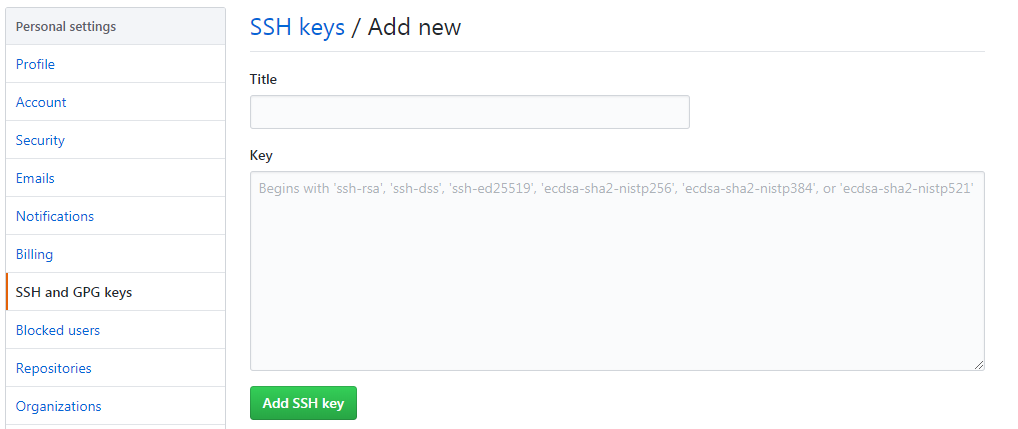 Personal settings
Profile
Account
Security
Emails
Notifications
Billing
SSH and GPG keys
Blocked users
Repositories
Organizations
SSH keys / Add new
Title
Key
Begins with 'ssh-rsa', 'ssh-dss', 'ssh-ed25519', 'ecdsa-sha2-nistp256', 'ecdsa-sha2-nistp384', or 'ecdsa-sha2-nistp521'
Add SSH key